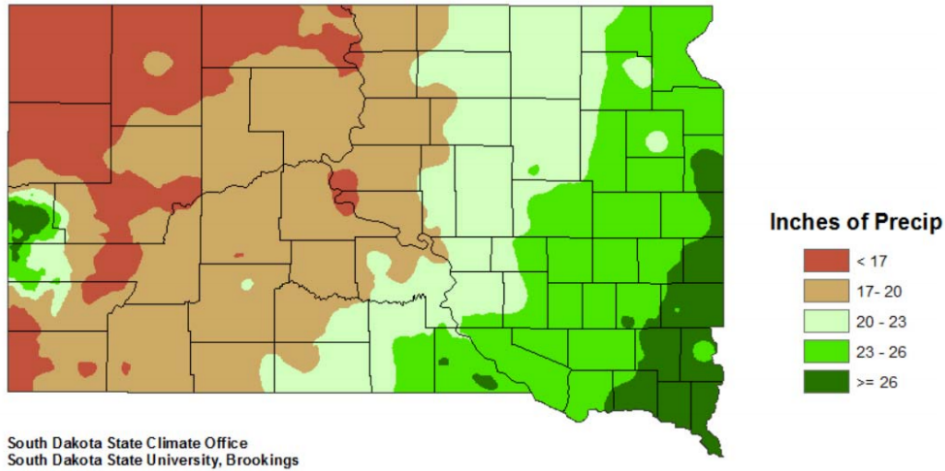 Inches of Precip
< 17
17- 20
20 - 23
23 - 26
>= 26
South Dakota State Climate Office
South Dakota State University, Brookings